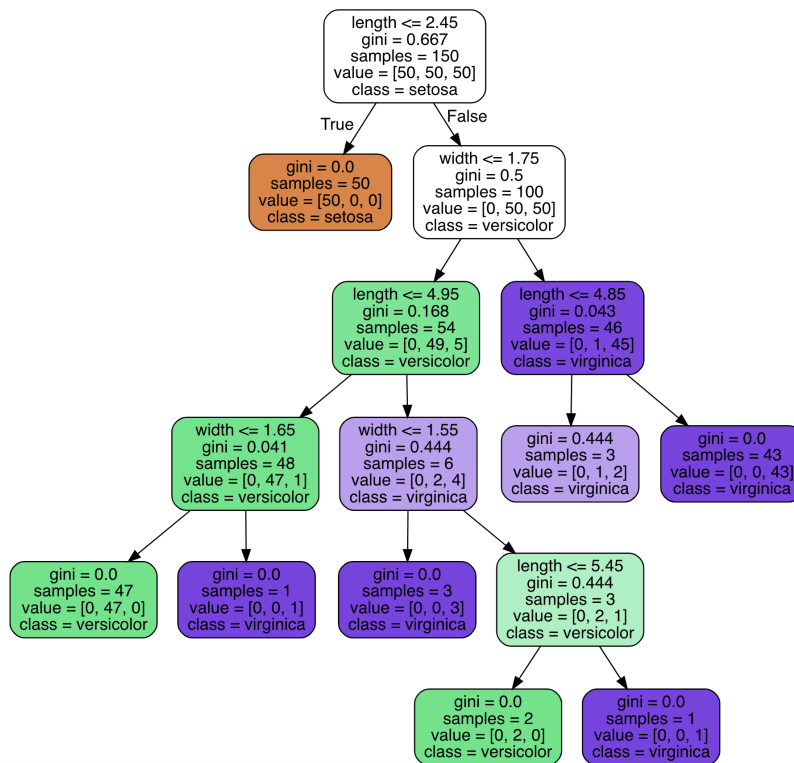 length <= 2.45
gini = 0.667
samples = 150
value = [50, 50, 50]
class = setosa
True
False
gini = 0.0
samples = 50
value = [50, 0, 0]
class = setosa
width <= 1.75
gini = 0.5
samples = 100
value = [0, 50, 50]
class = versicolor
length <= 4.95
gini = 0.168
samples = 54
value = [0, 49, 5]
class = versicolor
length <= 4.85
gini = 0.043
samples = 46
value = [0, 1, 45]
class = virginica
width <= 1.65
gini = 0.041
samples = 48
value = [0, 47, 1]
class = versicolor
width <= 1.55
gini = 0.444
samples = 6
value = [0, 2, 4]
class = virginica
gini = 0.444
samples = 3
value = [0, 1, 2]
class = virginica
gini = 0.0
samples = 43
value = [0, 0, 43]
class = virginica
gini = 0.0
samples = 47
value = [0, 47, 0]
class = versicolor
gini = 0.0
samples = 1
value = [0, 0, 1]
class = virginica
gini = 0.0
samples = 3
value = [0, 0, 3]
class = virginica
length <= 5.45
gini = 0.444
samples = 3
value = [0, 2, 1]
class = versicolor
gini = 0.0
samples = 2
value = [0, 2, 0]
class = versicolor
gini = 0.0
samples = 1
value = [0, 0, 1]
class = virginica